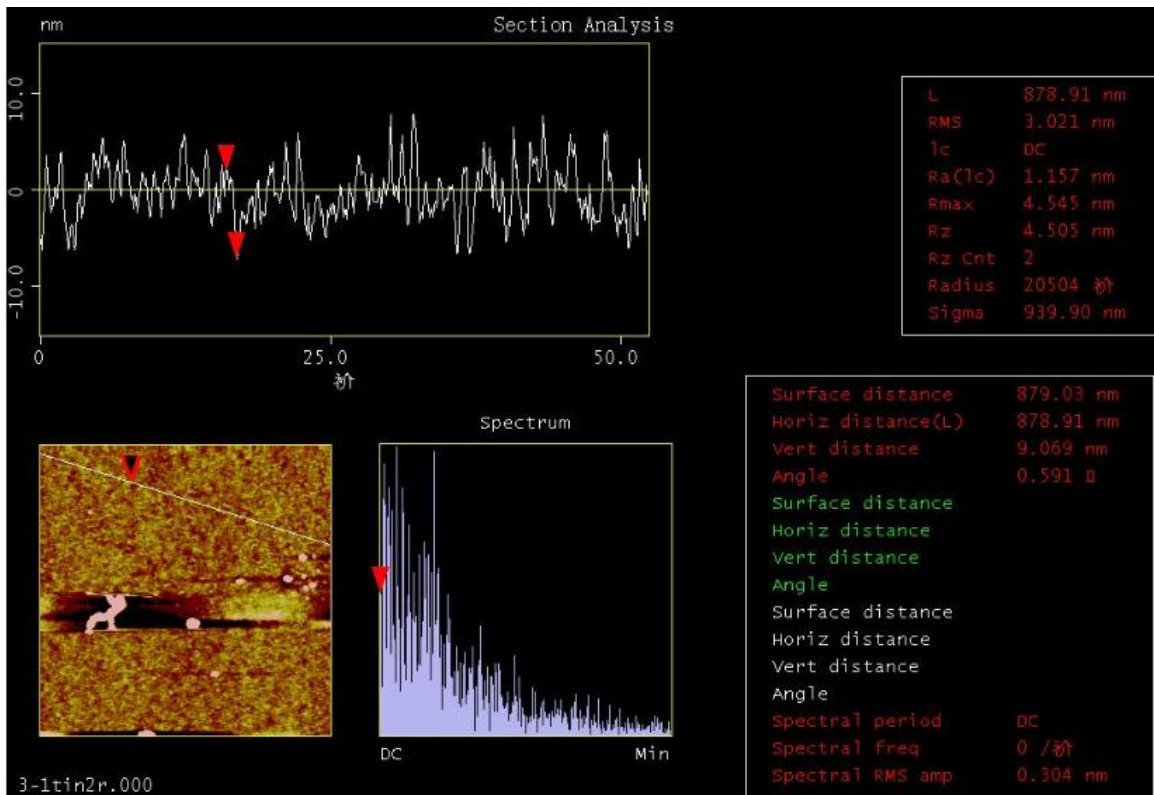 nm
Section Analysis
10.0
0
-10.0
0
25.0
50.0
祄
L 878.91 nm
RMS 3.021 nm
lc DC
Ra(lc) 1.157 nm
Rmax 4.545 nm
Rz 4.505 nm
Rz Cnt 2
Radius 20504 祄
Sigma 939.90 nm
Surface distance 879.03 nm
Horiz distance(L) 878.91 nm
Vert distance 9.069 nm
Angle 0.591
Surface distance
Horiz distance
Vert distance
Angle
Surface distance
Horiz distance
Vert distance
Angle
Spectral period DC
Spectral freq 0 /祄
Spectral RMS amp 0.304 nm
Spectrum
DC
Min
3-1tin2r.000